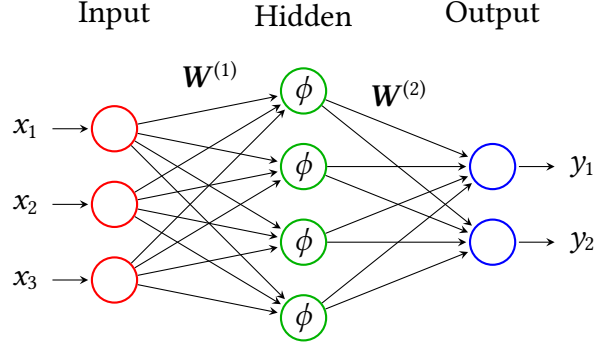 Input Hidden Output
W(1) W(2)
ϕ
x1
ϕ y1
x2
ϕ y2
x3
ϕ